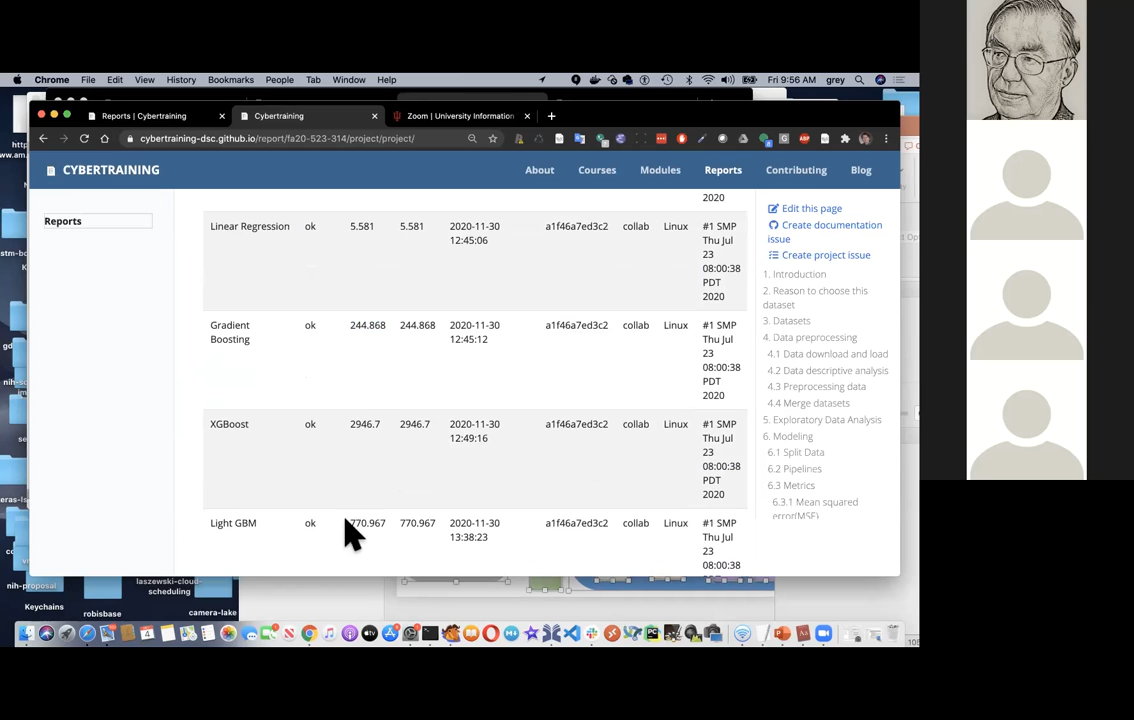 Chrome File Edit View History Bookmarks People Tab Window Help Fri 9:56 AM grey
Reports | Cybertraining
Cybertraining
Zoom | University Information
cybertraining-dsc.github.io/report/fa20-523-314/project/project/
CYBERTRAINING
About Courses Modules Reports Contributing Blog
Reports
2020
Linear Regression ok 5.581 5.581 2020-11-30 12:45:06 a1f46a7ed3c2 collab Linux #1 SMP Thu Jul 23 08:00:38 PDT 2020
Gradient Boosting ok 244.868 244.868 2020-11-30 12:45:12 a1f46a7ed3c2 collab Linux #1 SMP Thu Jul 23 08:00:38 PDT 2020
XGBoost ok 2946.7 2946.7 2020-11-30 12:49:16 a1f46a7ed3c2 collab Linux #1 SMP Thu Jul 23 08:00:38 PDT 2020
Light GBM ok 770.967 770.967 2020-11-30 13:38:23 a1f46a7ed3c2 collab Linux #1 SMP Thu Jul 23 08:00:38
Edit this page
Create documentation
issue
Create project issue
1. Introduction
2. Reason to choose this
dataset
3. Datasets
4. Data preprocessing
4.1 Data download and load
4.2 Data descriptive analysis
4.3 Preprocessing data
4.4 Merge datasets
5. Exploratory Data Analysis
6. Modeling
6.1 Split Data
6.2 Pipelines
6.3 Metrics
6.3.1 Mean squared
error(MSE)
nih-proposal
Keychains
robisbase
laszewski-cloud-
scheduling
camera-lake